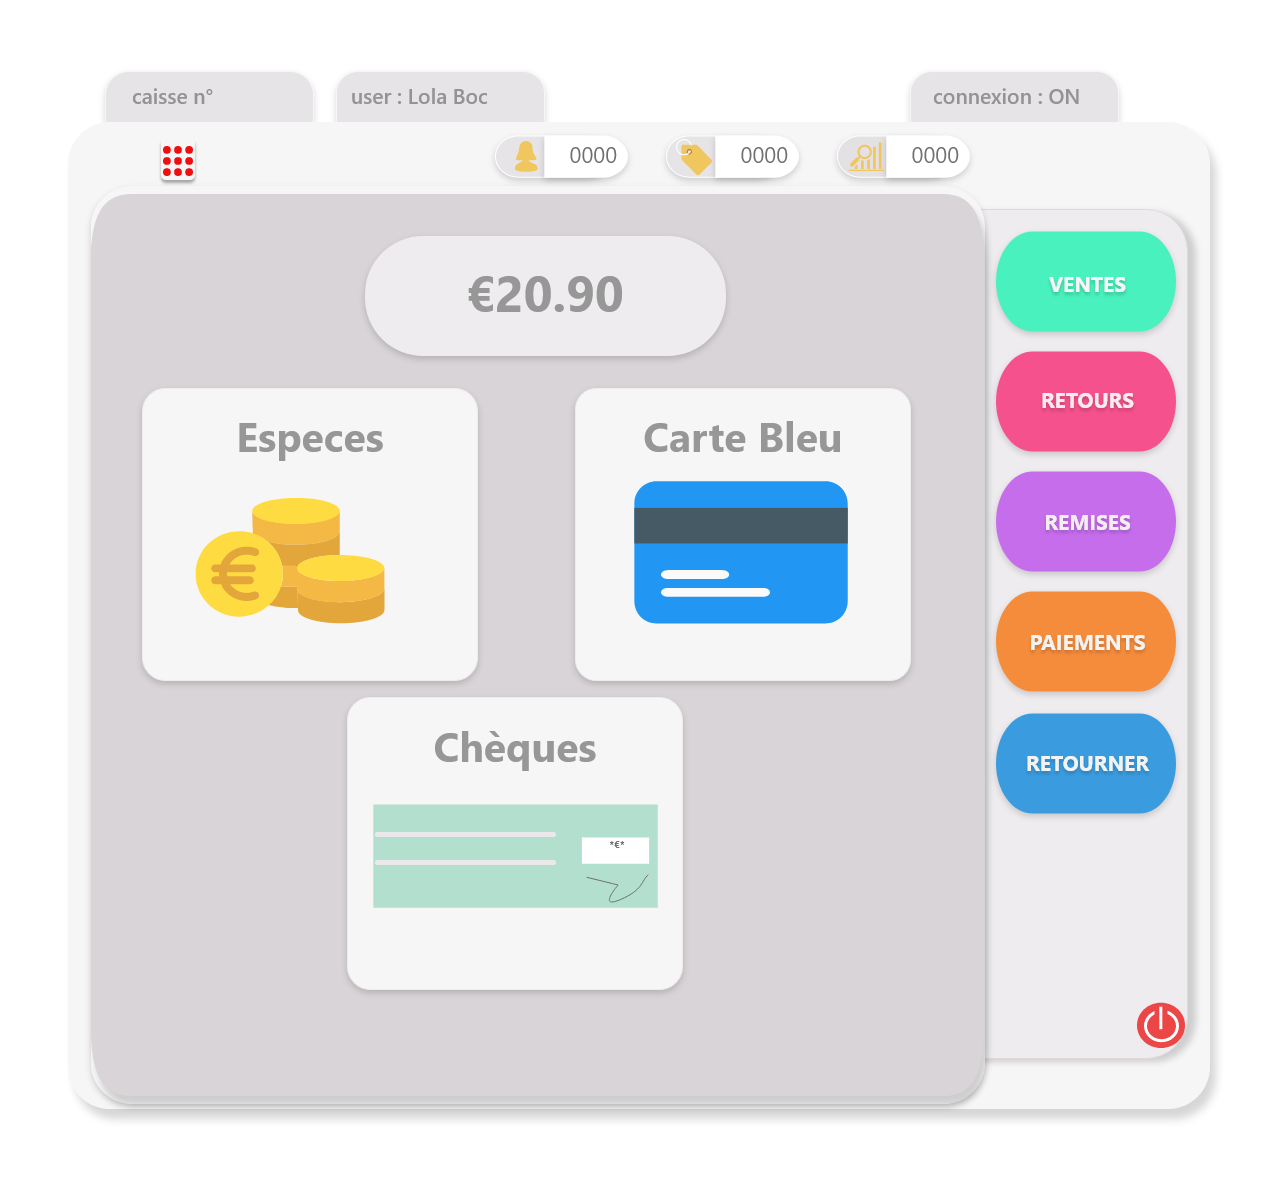 caisse n°
user : Lola Boc
connexion : ON
0000
0000
0000
€20.90
VENTES
RETOURS
REMISES
PAIEMENTS
RETOURNER
Especes
€
Carte Bleu
Chèques
*€*